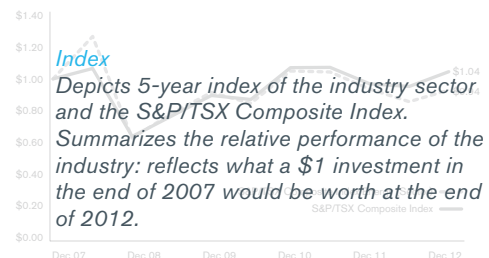 $1.40
$1.20
Index
$1.00
$1.04
Depicts 5-year index of the industry sector
$0.80
and the S&P/TSX Composite Index.
$0.60
Summarizes the relative performance of the
$0.40
industry: reflects what a $1 investment in
the end of 2007 would be worth at the end
$0.20
S&P/TSX Composite Index
of 2012.
$0.00
Dec 07 Dec 08 Dec 09 Dec 10 Dec 11 Dec 12